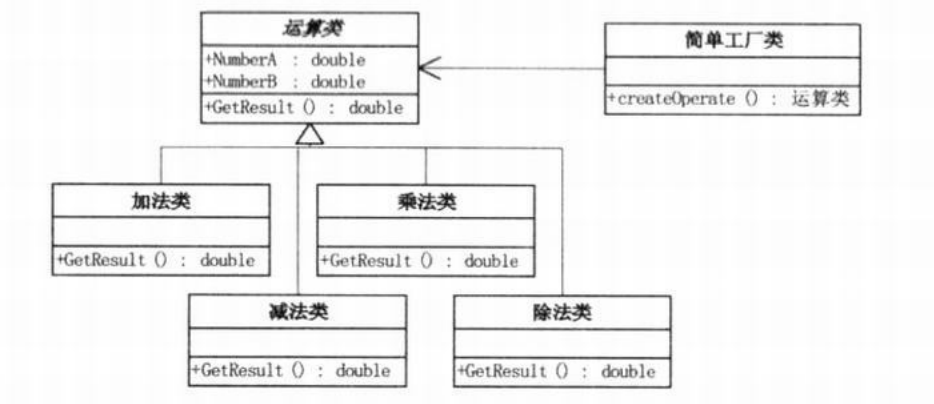 运算类
+NumberA : double
+NumberB : double
+GetResult () : double
简单工厂类
+createOperate () : 运算类
加法类
+GetResult () : double
乘法类
+GetResult () : double
减法类
+GetResult () : double
除法类
+GetResult () : double